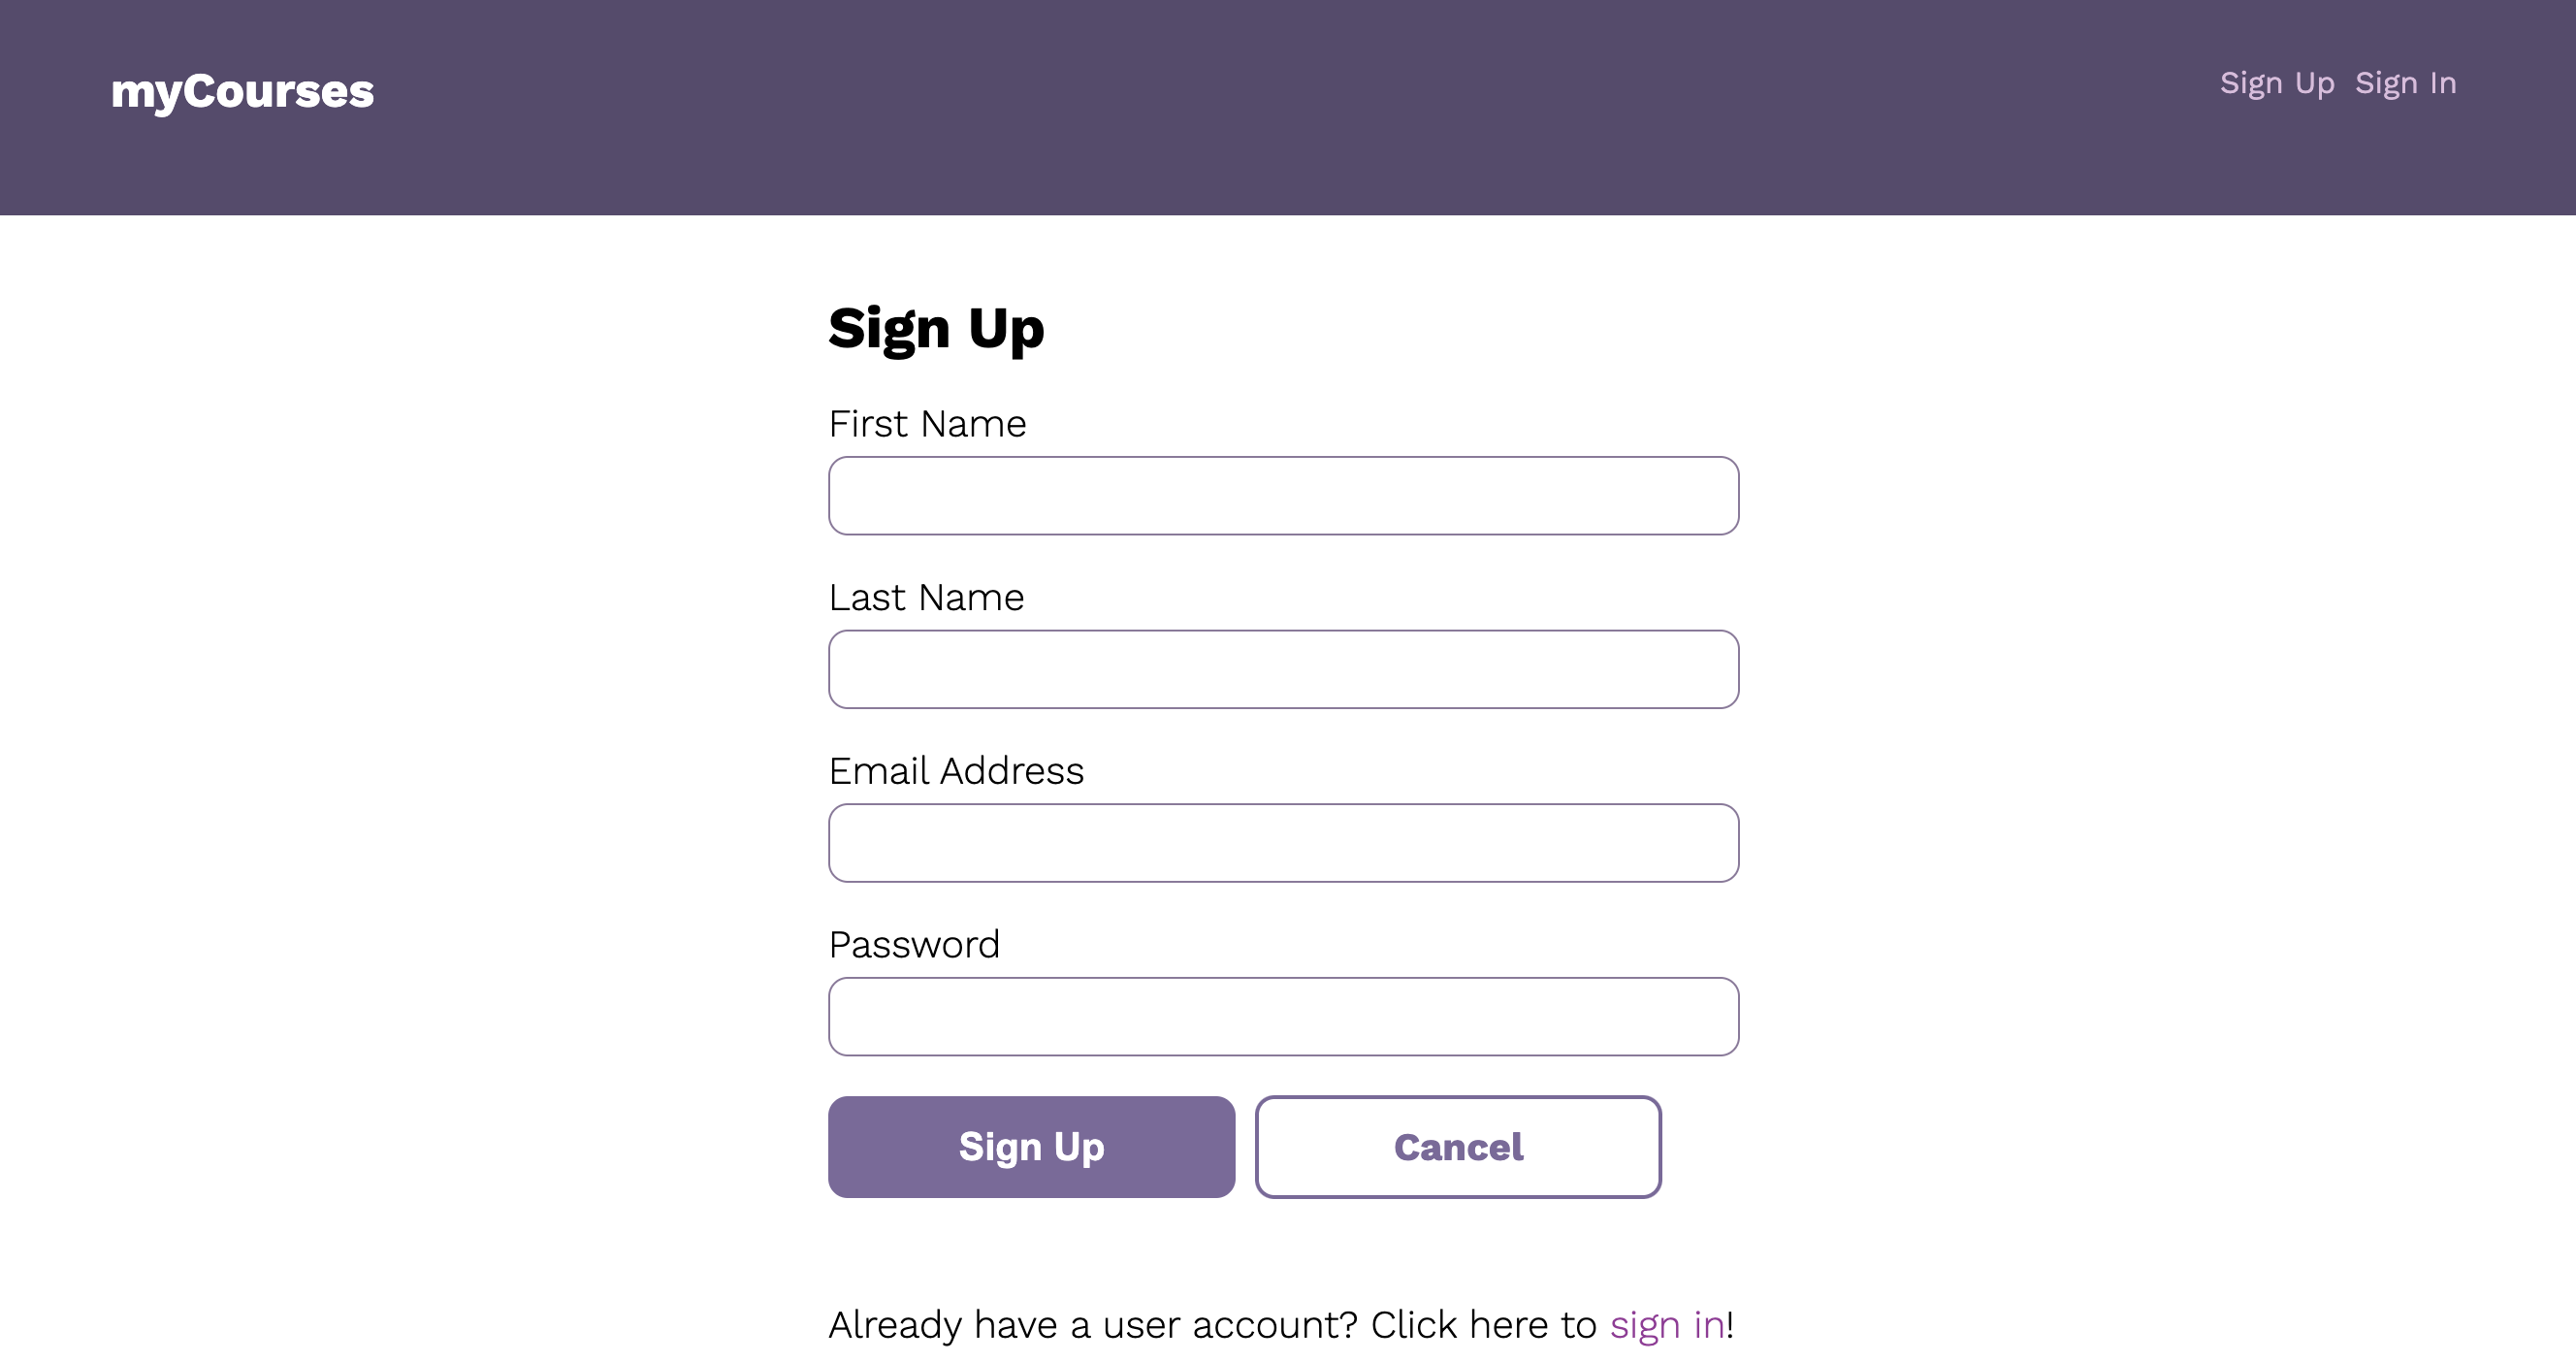 myCourses
Sign Up Sign In
Sign Up
First Name
Last Name
Email Address
Password
Sign Up
Cancel
Already have a user account? Click here to sign in!